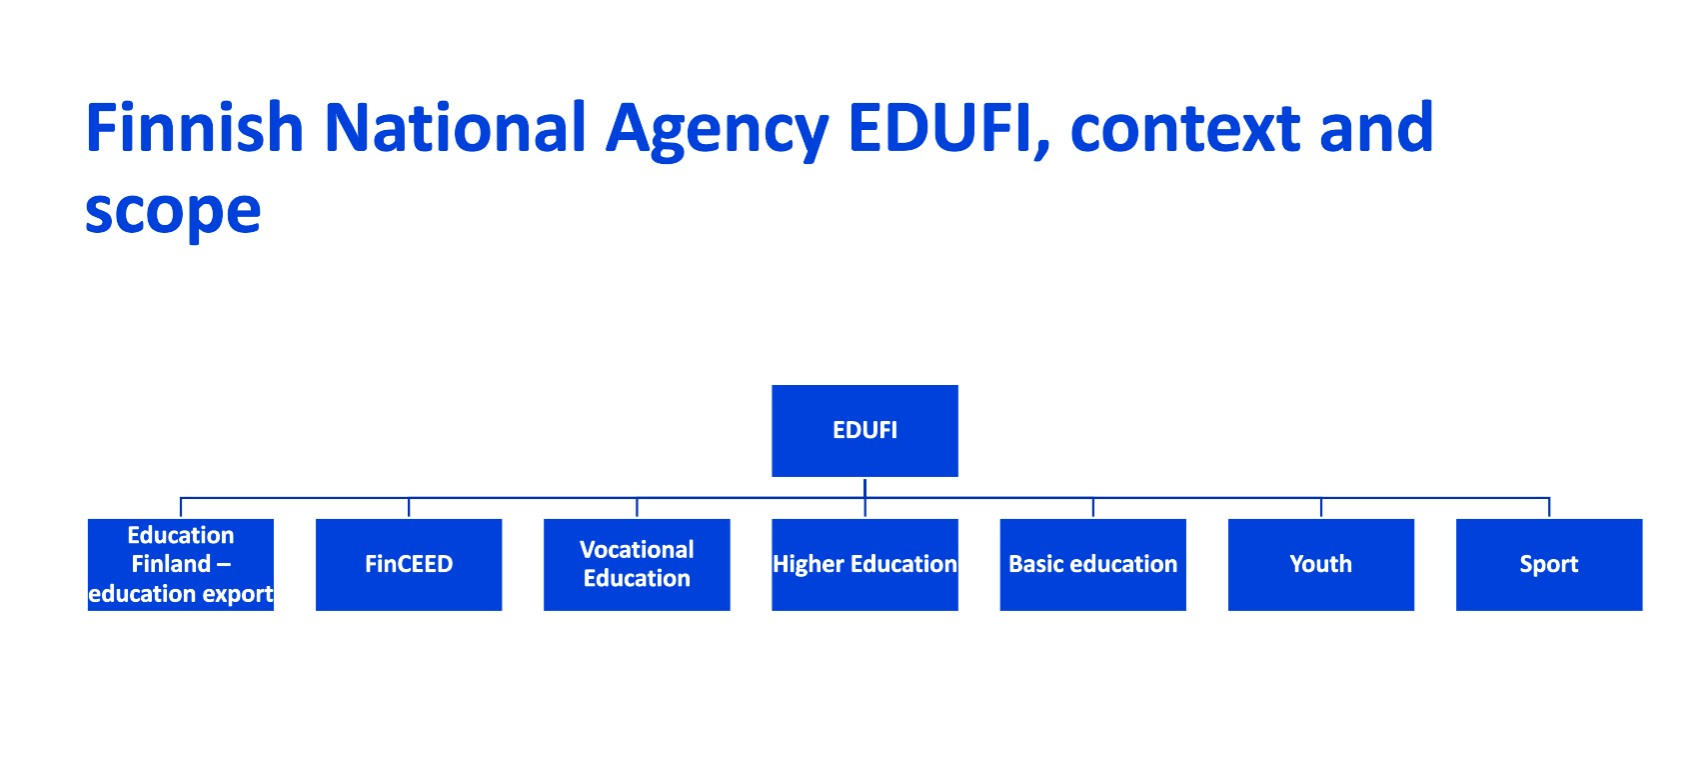 Finnish National Agency EDUFI, context and
scope
EDUFI
Education
Finland –
education export
FinCEED
Vocational
Education
Higher Education
Basic education
Youth
Sport